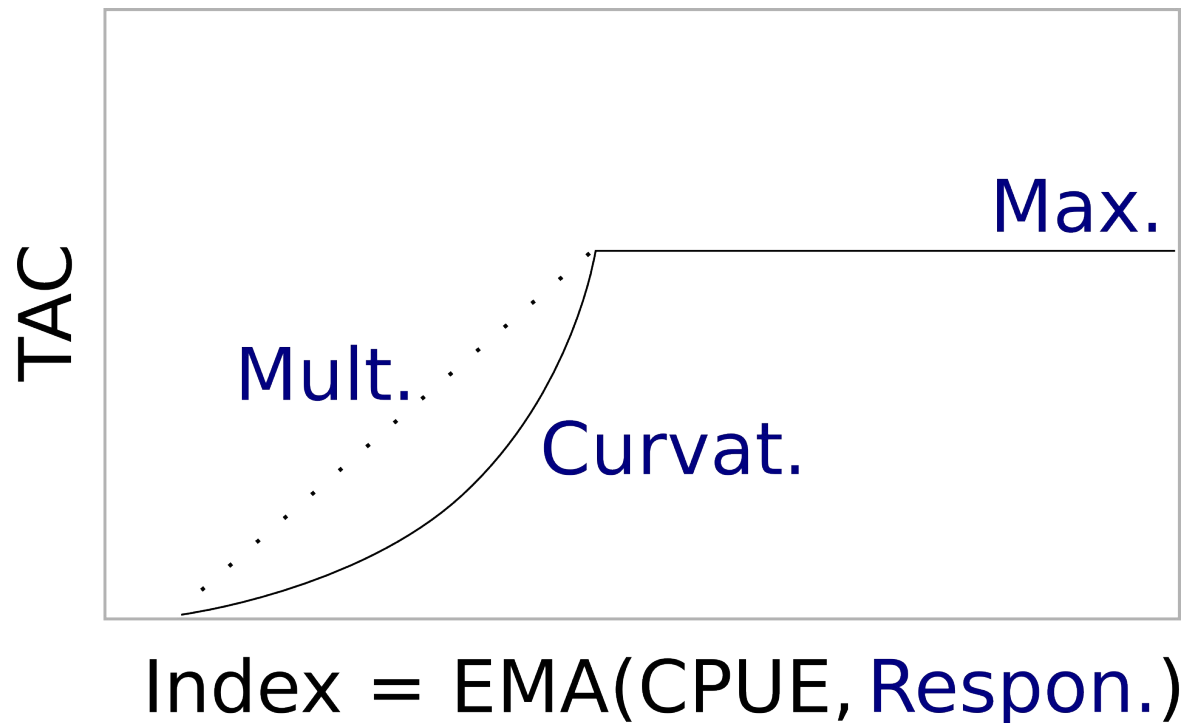 Max.
TAC
Mult.
Curvat.
Index = EMA(CPUE, Respon.)